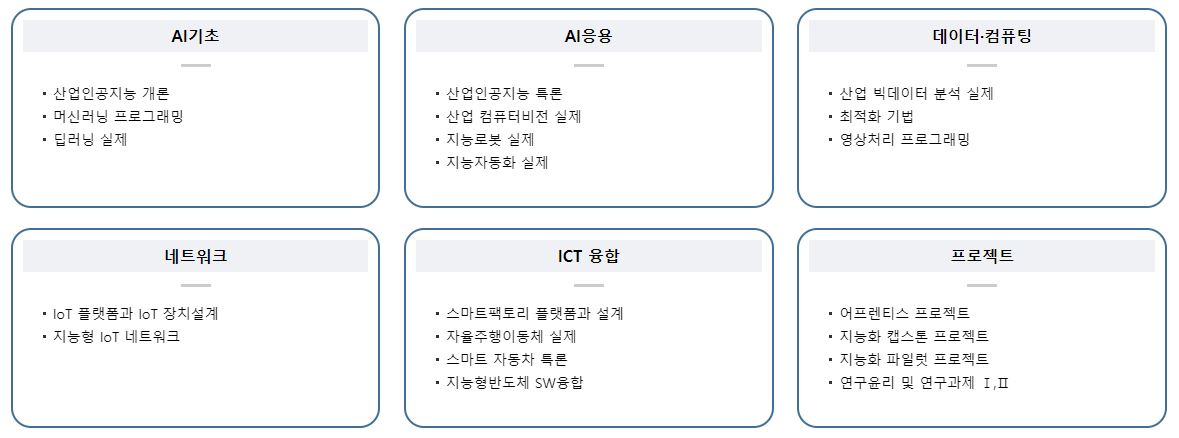 AI기초
▪ 산업인공지능 개론
▪ 머신러닝 프로그래밍
▪ 딥러닝 실제
AI응용
▪ 산업인공지능 특론
▪ 산업 컴퓨터비전 실제
▪ 지능로봇 실제
▪ 지능자동화 실제
데이터·컴퓨팅
▪ 산업 빅데이터 분석 실제
▪ 최적화 기법
▪ 영상처리 프로그래밍
네트워크
▪ IoT 플랫폼과 IoT 장치설계
▪ 지능형 IoT 네트워크
ICT 융합
▪ 스마트팩토리 플랫폼과 설계
▪ 자율주행이동체 실제
▪ 스마트 자동차 특론
▪ 지능형반도체 SW융합
프로젝트
▪ 어프렌티스 프로젝트
▪ 지능화 캡스톤 프로젝트
▪ 지능화 파일럿 프로젝트
▪ 연구윤리 및 연구과제 Ⅰ,Ⅱ